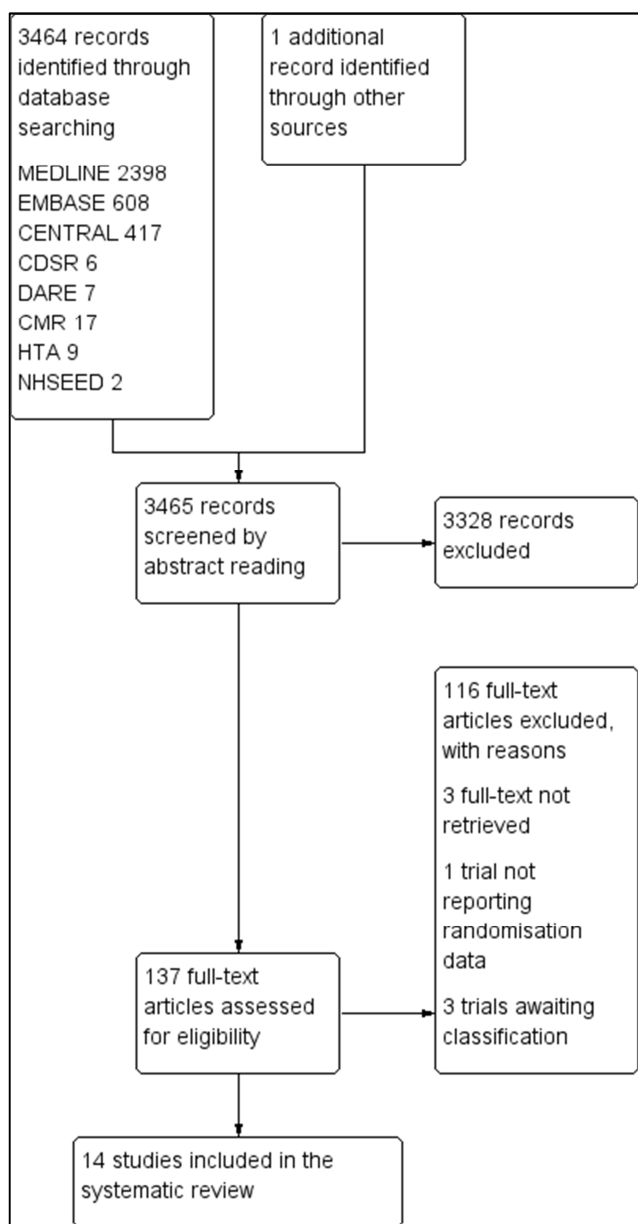 3464 records
identified through
database
searching
MEDLINE 2398
EMBASE 608
CENTRAL 417
CDSR 6
DARE 7
CMR 17
HTA 9
NHSEED 2
1 additional
record identified
through other
sources
3465 records
screened by
abstract reading
3328 records
excluded
116 full-text
articles excluded,
with reasons
3 full-text not
retrieved
1 trial not
reporting
randomisation
data
3 trials awaiting
classification
137 full-text
articles assessed
for eligibility
14 studies included in the
systematic review